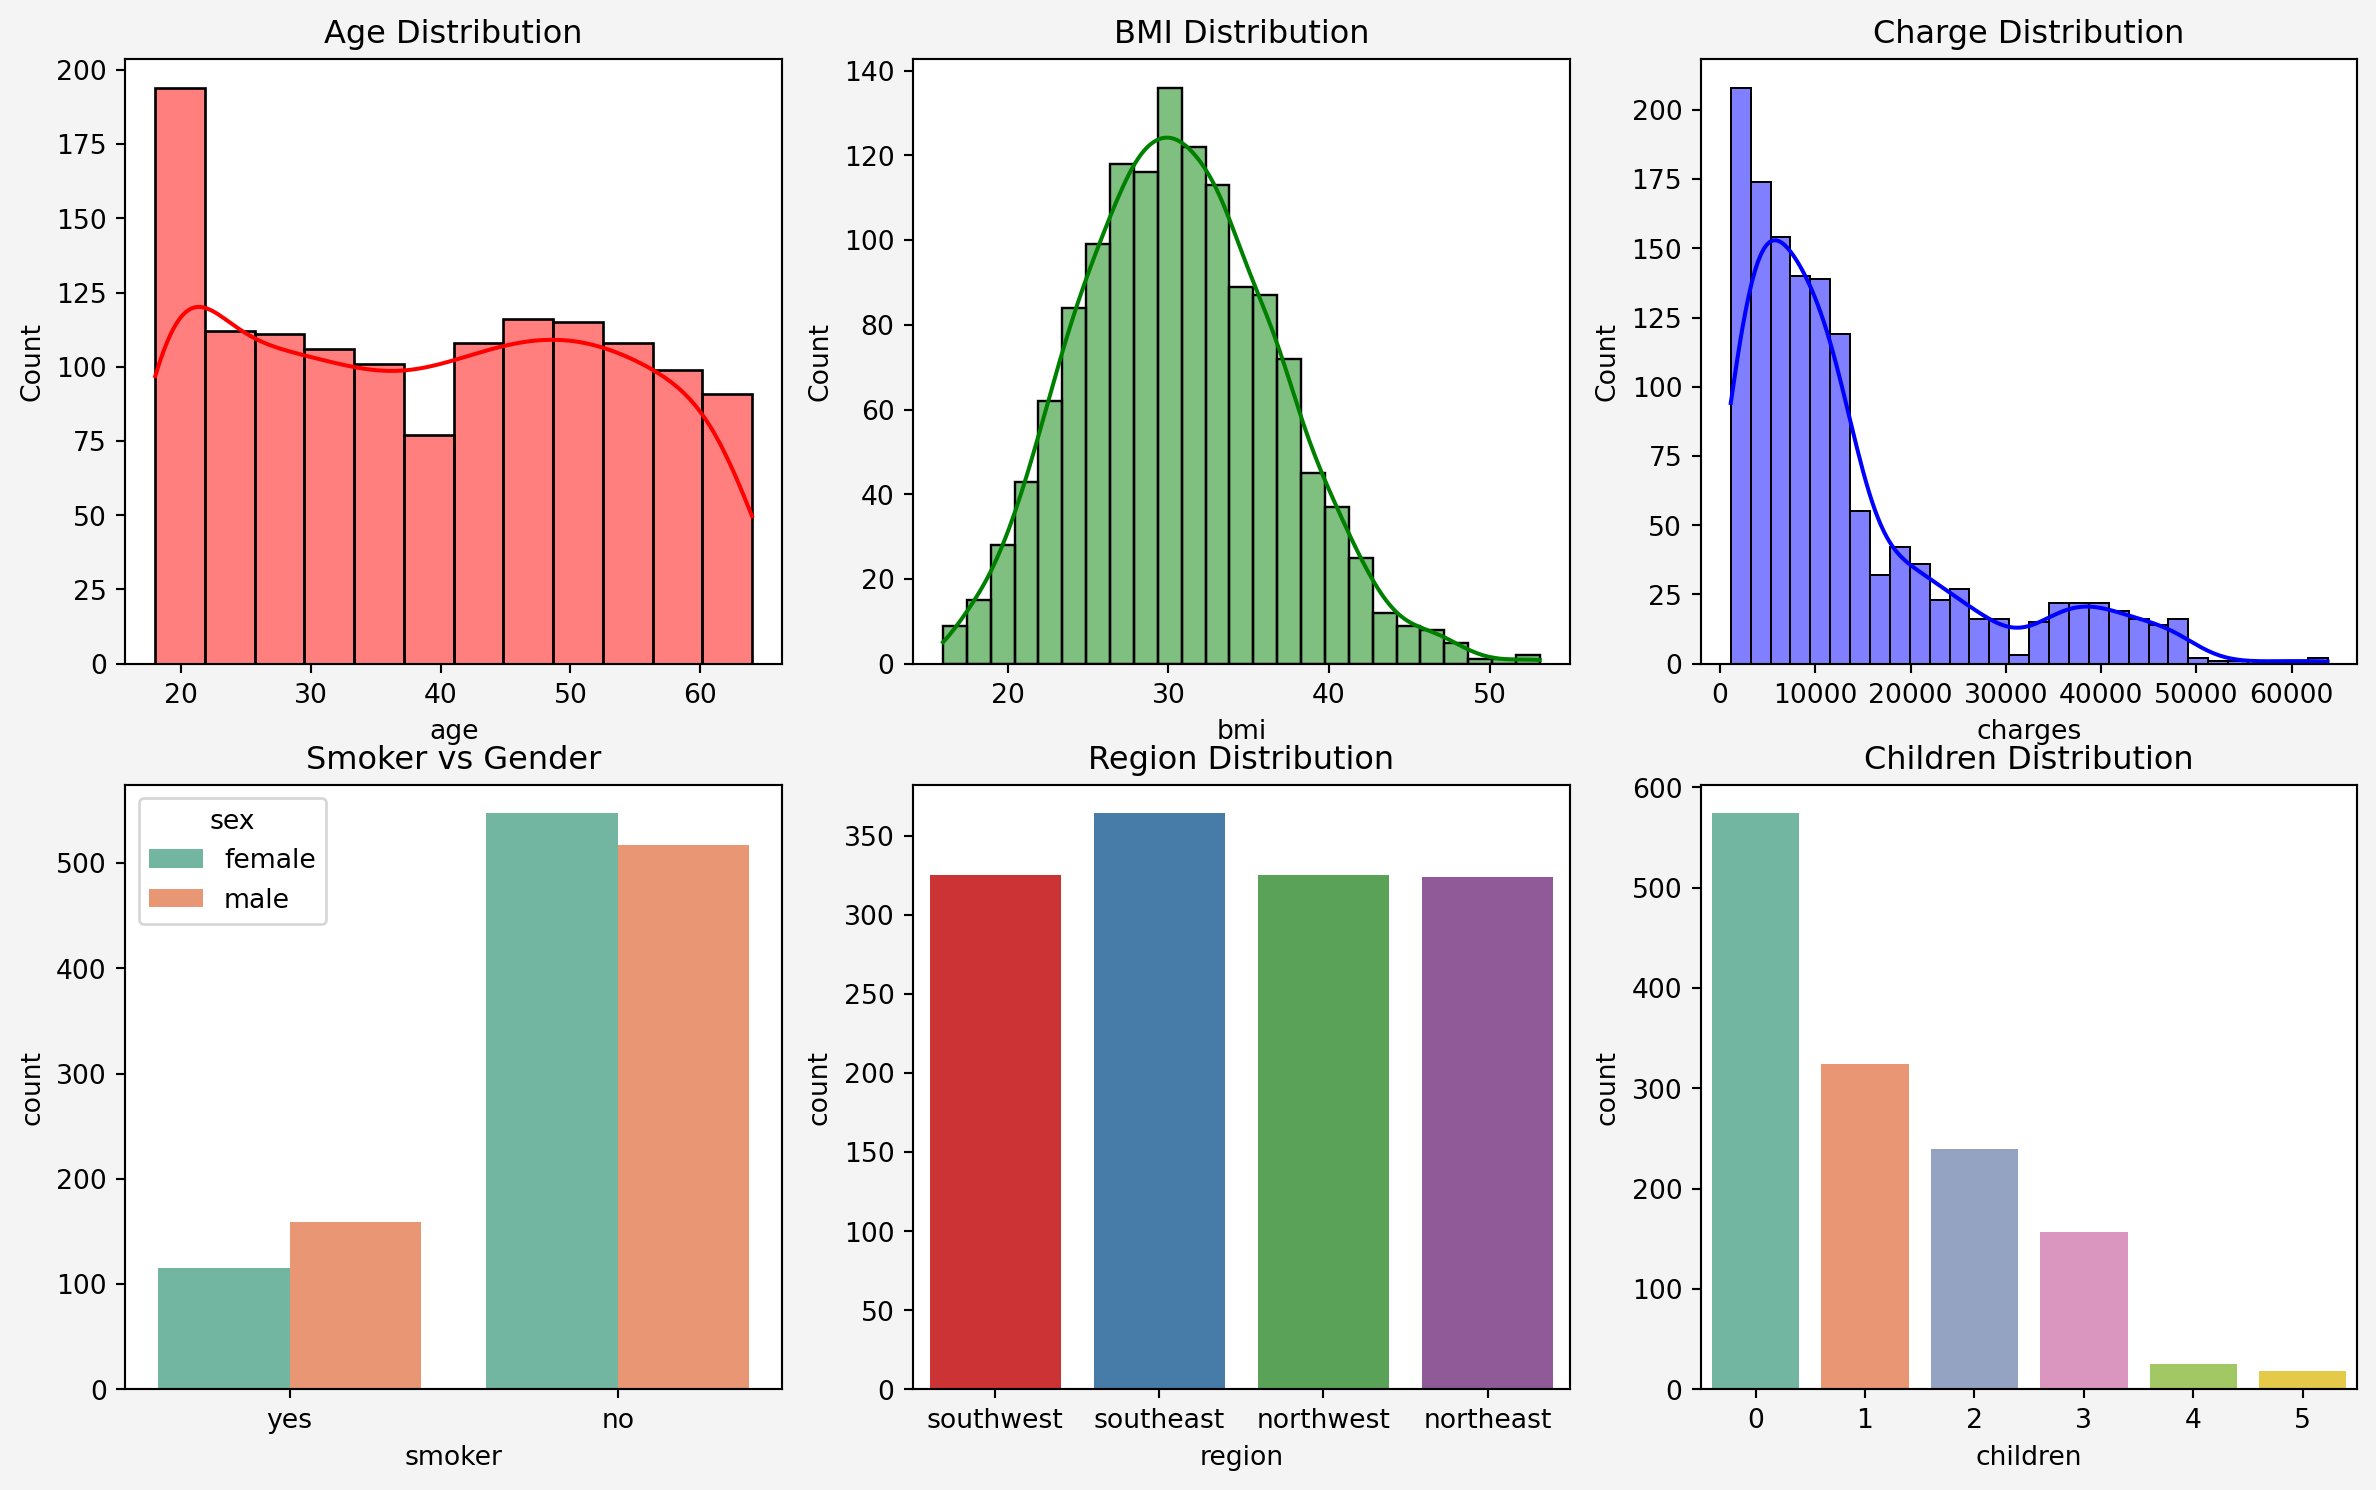 Age Distribution
200
175
150
125
100
75
50
25
0
Count
20 30 40 50 60
age
BMI Distribution
140
120
100
80
60
40
20
0
Count
20 30 40 50
bmi
Charge Distribution
200
175
150
125
100
75
50
25
0
Count
0 10000 20000 30000 40000 50000 60000
charges
Smoker vs Gender
sex
female
male
500
400
300
200
100
0
count
yes no
smoker
Region Distribution
350
300
250
200
150
100
50
0
count
southwest southeast northwest northeast
region
Children Distribution
600
500
400
300
200
100
0
count
0 1 2 3 4 5
children